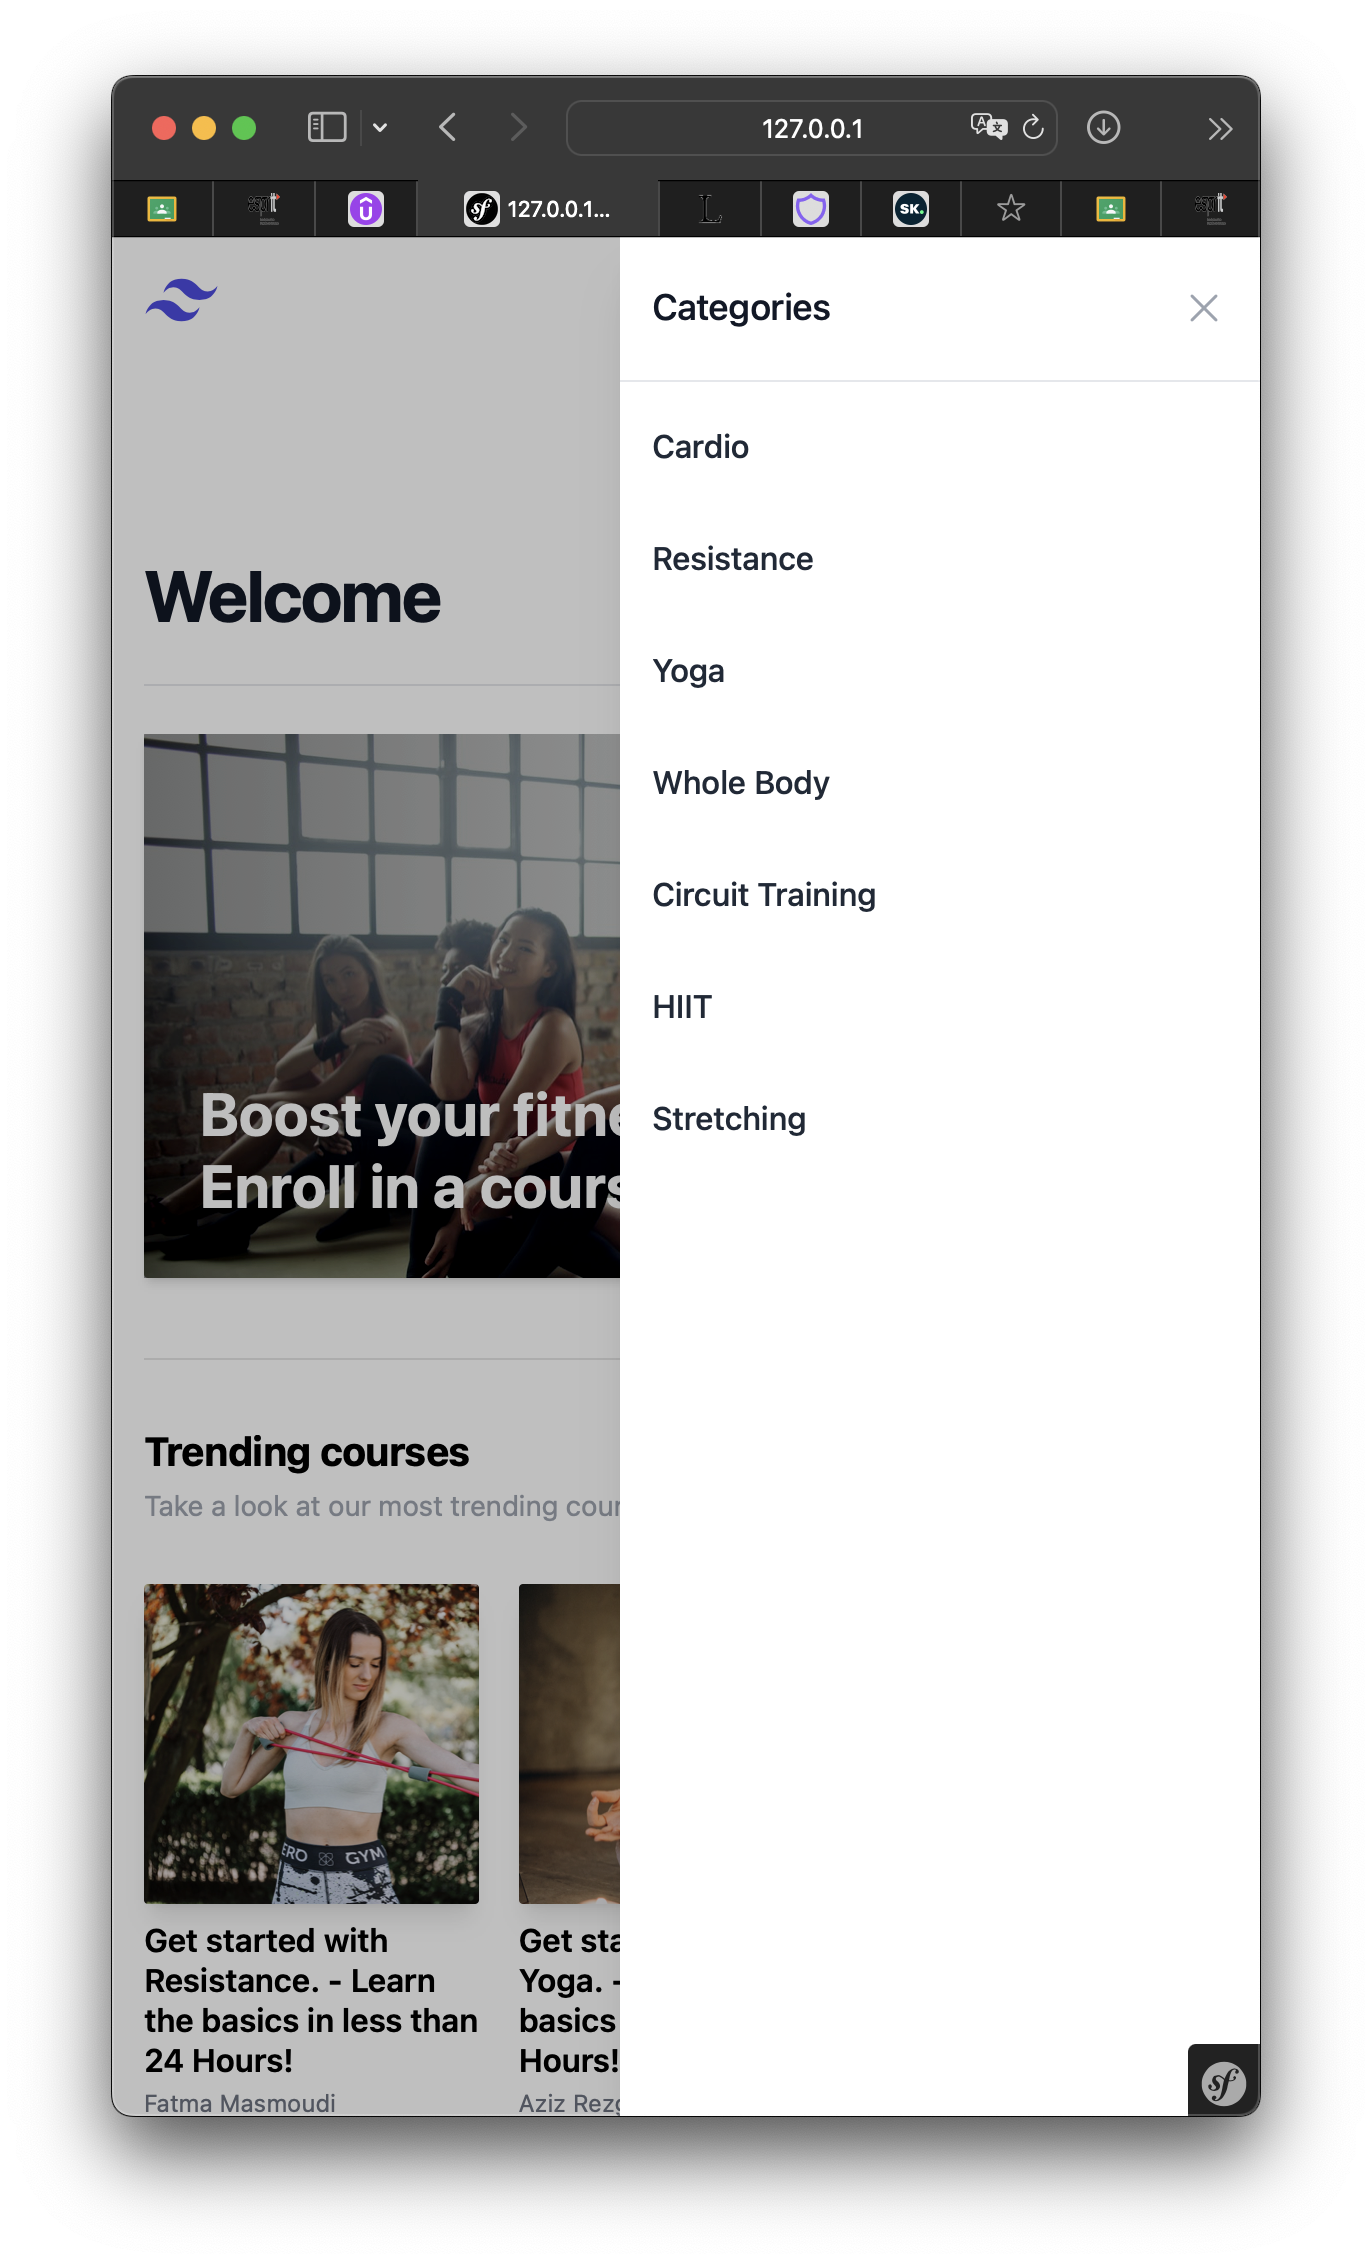 127.0.0.1
127.0.0.1...
SK.
Categories
Cardio
Resistance
Yoga
Whole Body
Circuit Training
HIIT
Stretching
Welcome
Boost your fitne
Enroll in a cours
Trending courses
Take a look at our most trending cour
ERO GYM
Get started with
Resistance. - Learn
the basics in less than
24 Hours!
Fatma Masmoudi
Get sta
Yoga. -
basics
Hours!
Aziz Rezg
sf